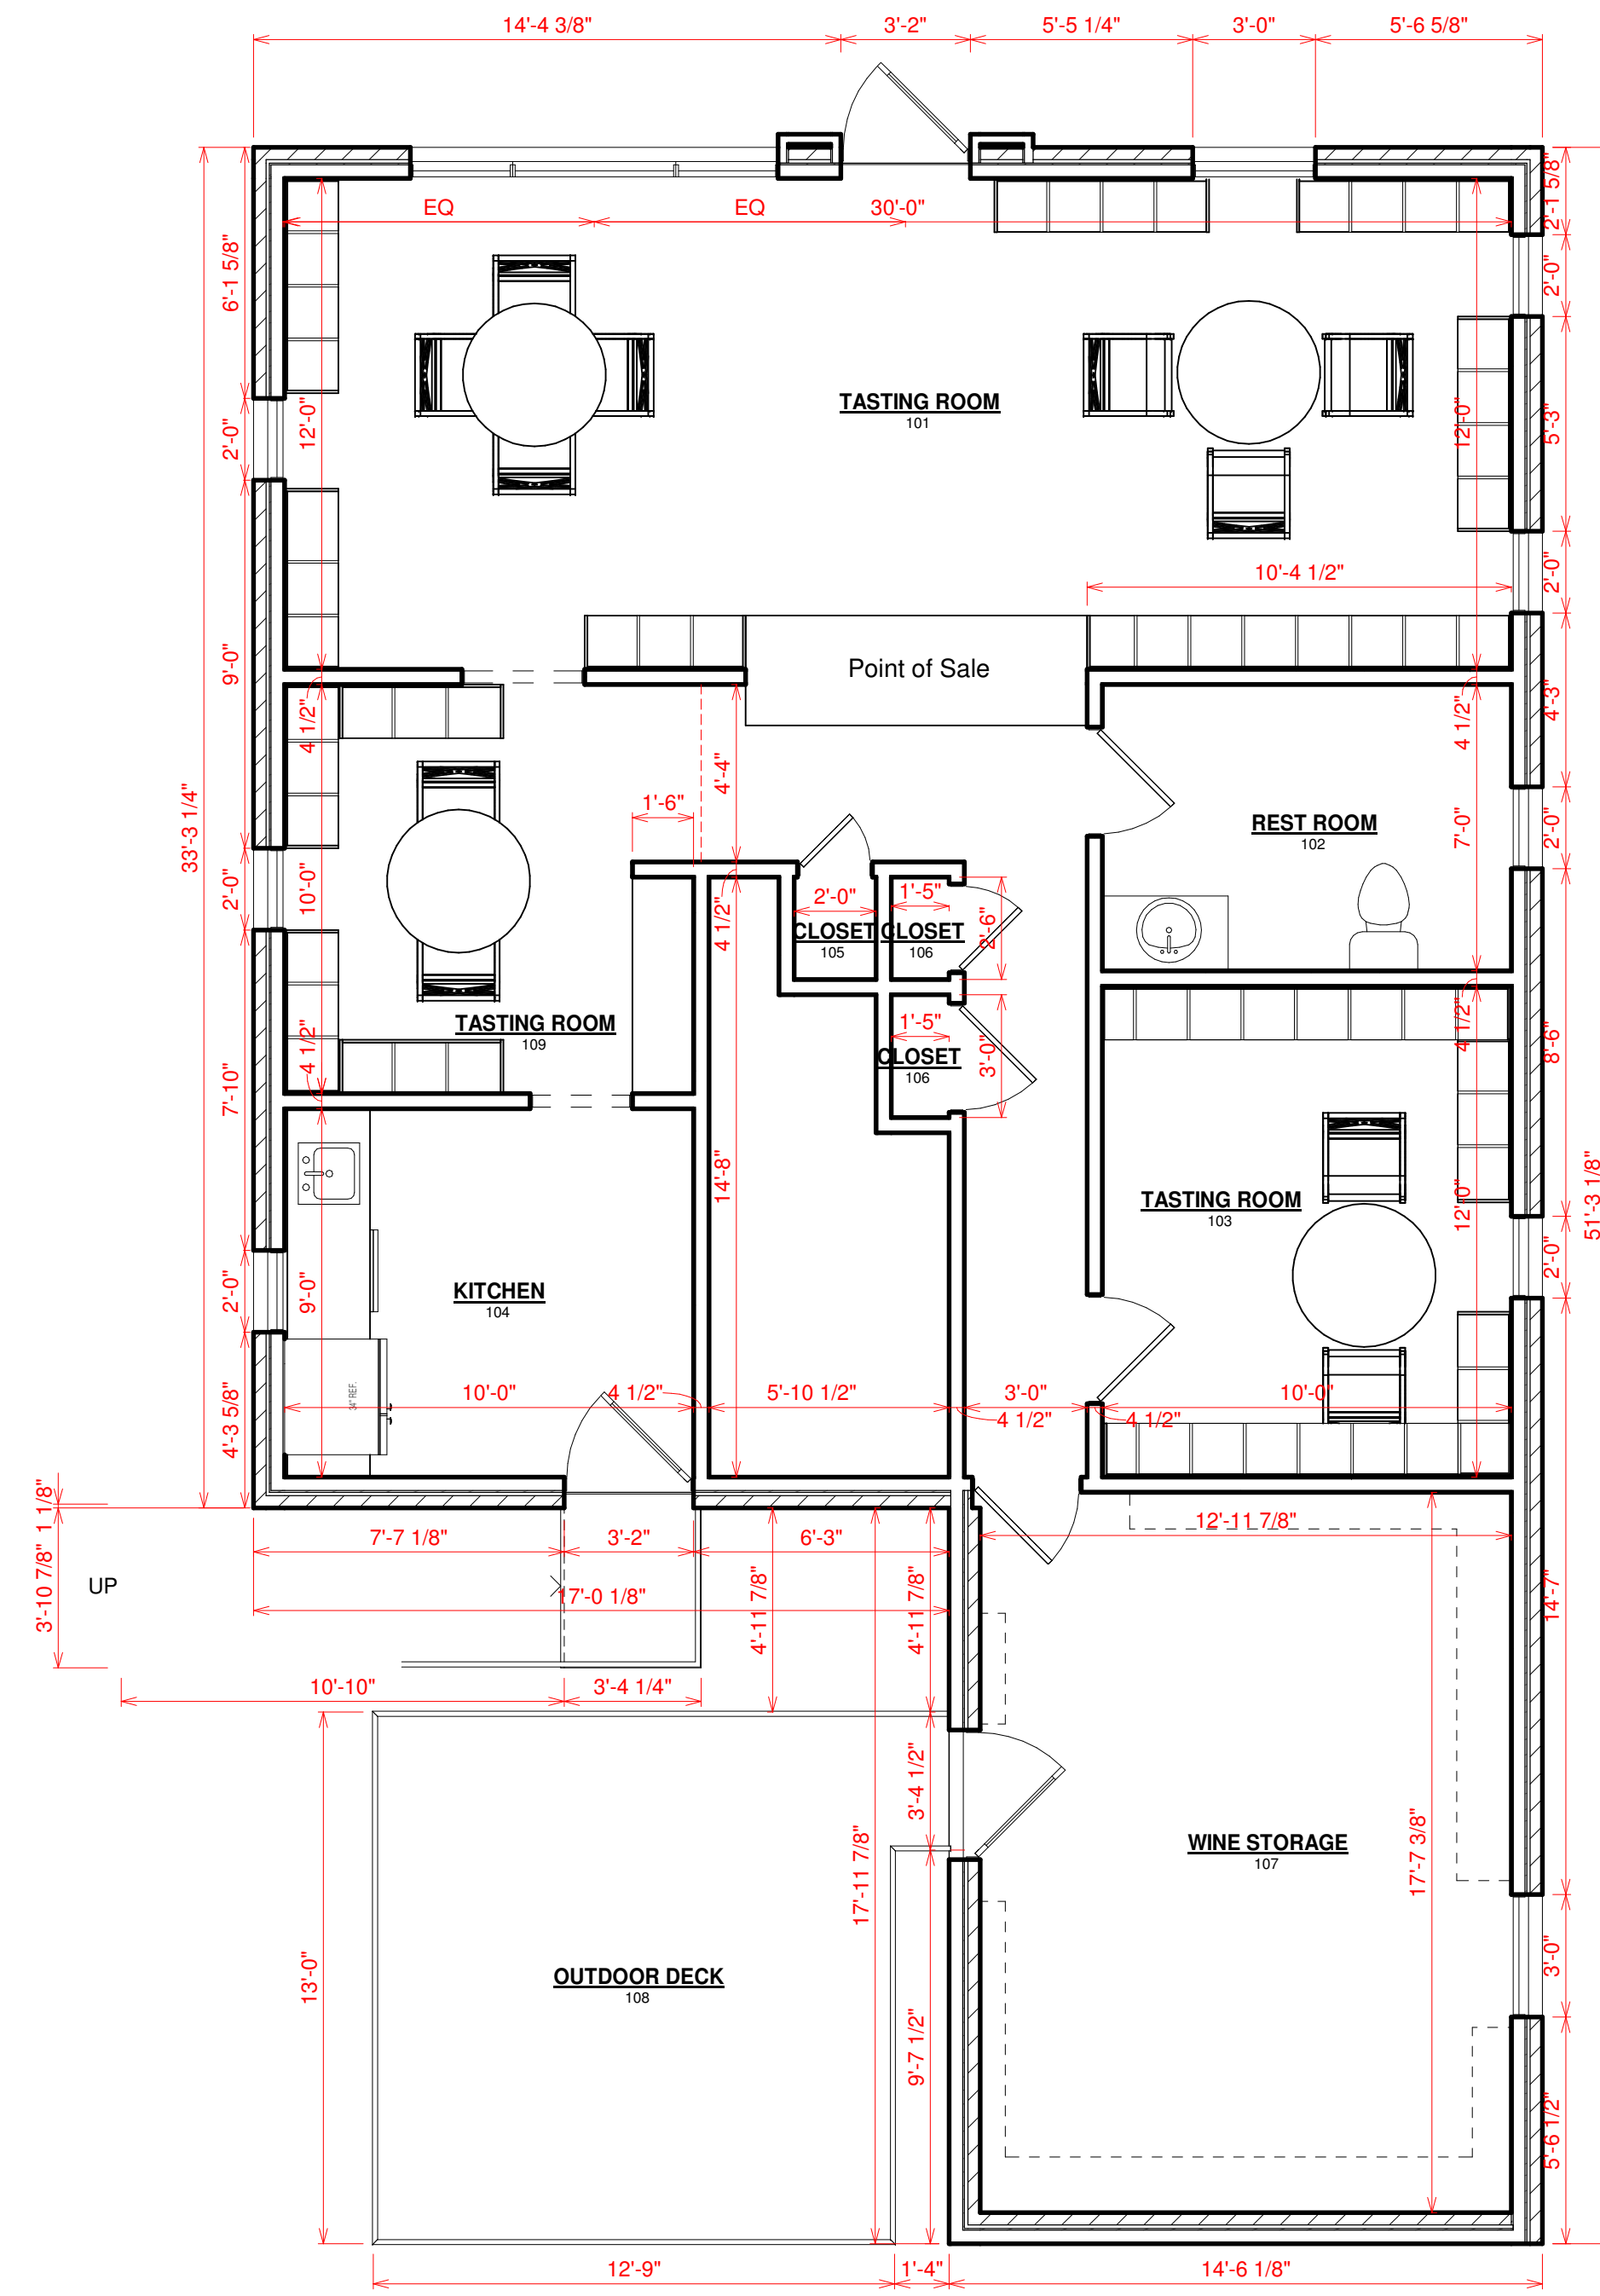 14'-4 3/8" 3'-2" 5'-5 1/4" 3'-0" 5'-6 5/8"
2'-1 5/8"
EQ EQ 30'-0"
6'-1 5/8" 2'-0"
TASTING ROOM
101
2'-0" 12'-0" 12'-0" 5'-3"
10'-4 1/2" 2'-0"
Point of Sale
9'-0" 4 1/2" 4 1/2" 4'-3"
33'-3 1/4" 4'-4"
1'-6"
REST ROOM
102
7'-0" 2'-0"
2'-0" 10'-0" 4 1/2" 2'-0" 1'-5" 2'-6"
CLOSET CLOSET
105 106
TASTING ROOM
109
4 1/2" 1'-5" 3'-0" 4 1/2" 8'-6"
CLOSET
106
7'-10"
14'-8" 51'-3 1/8"
TASTING ROOM
103
12'0"
2'-0" 9'-0" 2'-0"
KITCHEN
104
34" REF.
10'-0" 4 1/2" 5'-10 1/2" 3'-0" 10'-0"
4 1/2" 4 1/2"
4'-3 5/8"
1 1/8" 12'-11 7/8"
7'-7 1/8" 3'-2" 6'-3"
UP
3'-10 7/8" 17'-0 1/8" 4'-11 7/8" 4'-11 7/8" 14'-7"
10'-10" 3'-4 1/4"
3'-4 1/2"
WINE STORAGE
107
17'-11 7/8" 17'-7 3/8"
OUTDOOR DECK
108
13'-0" 3'-0"
9'-7 1/2"
5'-6 1/2"
12'-9" 1'-4" 14'-6 1/8"